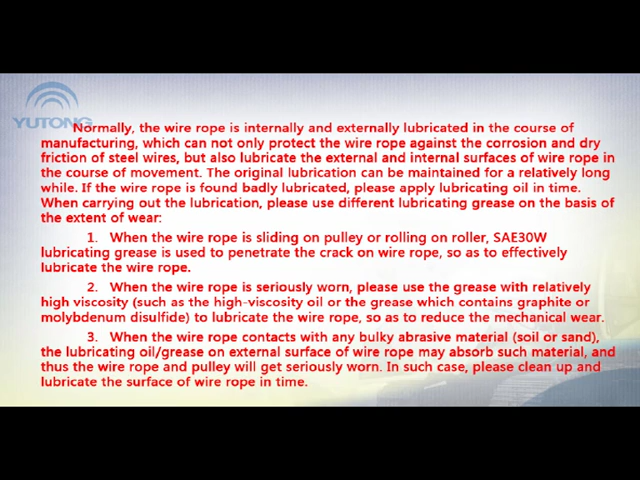 YUTONG
Normally, the wire rope is internally and externally lubricated in the course of
manufacturing, which can not only protect the wire rope against the corrosion and dry
friction of steel wires, but also lubricate the external and internal surfaces of wire rope in
the course of movement. The original lubrication can be maintained for a relatively long
while. If the wire rope is found badly lubricated, please apply lubricating oil in time.
When carrying out the lubrication, please use different lubricating grease on the basis of
the extent of wear:
1. When the wire rope is sliding on pulley or rolling on roller, SAE30W
lubricating grease is used to penetrate the crack on wire rope, so as to effectively
lubricate the wire rope.
2. When the wire rope is seriously worn, please use the grease with relatively
high viscosity (such as the high-viscosity oil or the grease which contains graphite or
molybdenum disulfide) to lubricate the wire rope, so as to reduce the mechanical wear.
3. When the wire rope contacts with any bulky abrasive material (soil or sand),
the lubricating oil/grease on external surface of wire rope may absorb such material, and
thus the wire rope and pulley will get seriously worn. In such case, please clean up and
lubricate the surface of wire rope in time.